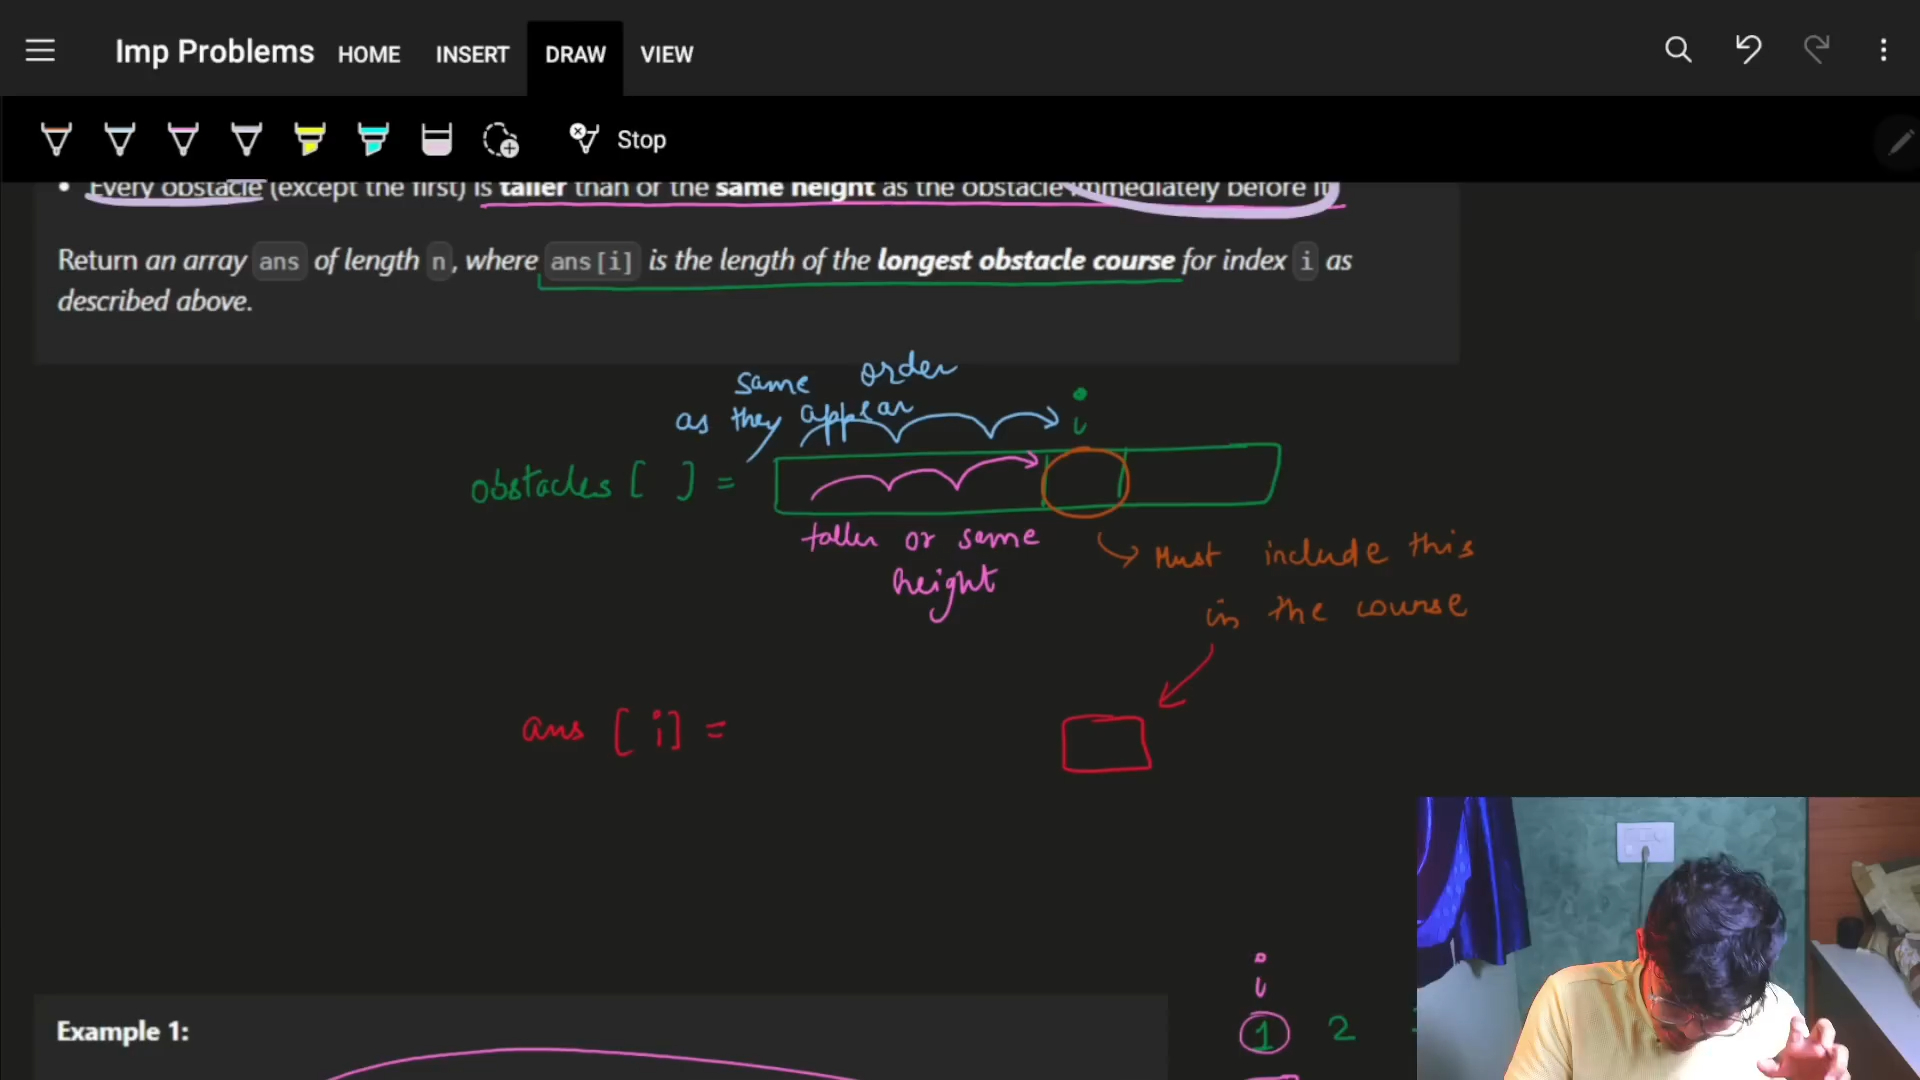 Imp Problems HOME INSERT DRAW VIEW
Stop
• Every obstacle (except the first) is taller than or the same height as the obstacle immediately before it.
Return an array ans of length n, where ans[i] is the length of the longest obstacle course for index i as
described above.
same order
as they appear
i
obstacles [ ] =
taller or same
height
Must include this
in the course
ans [ i ] =
i
1 2
Example 1: